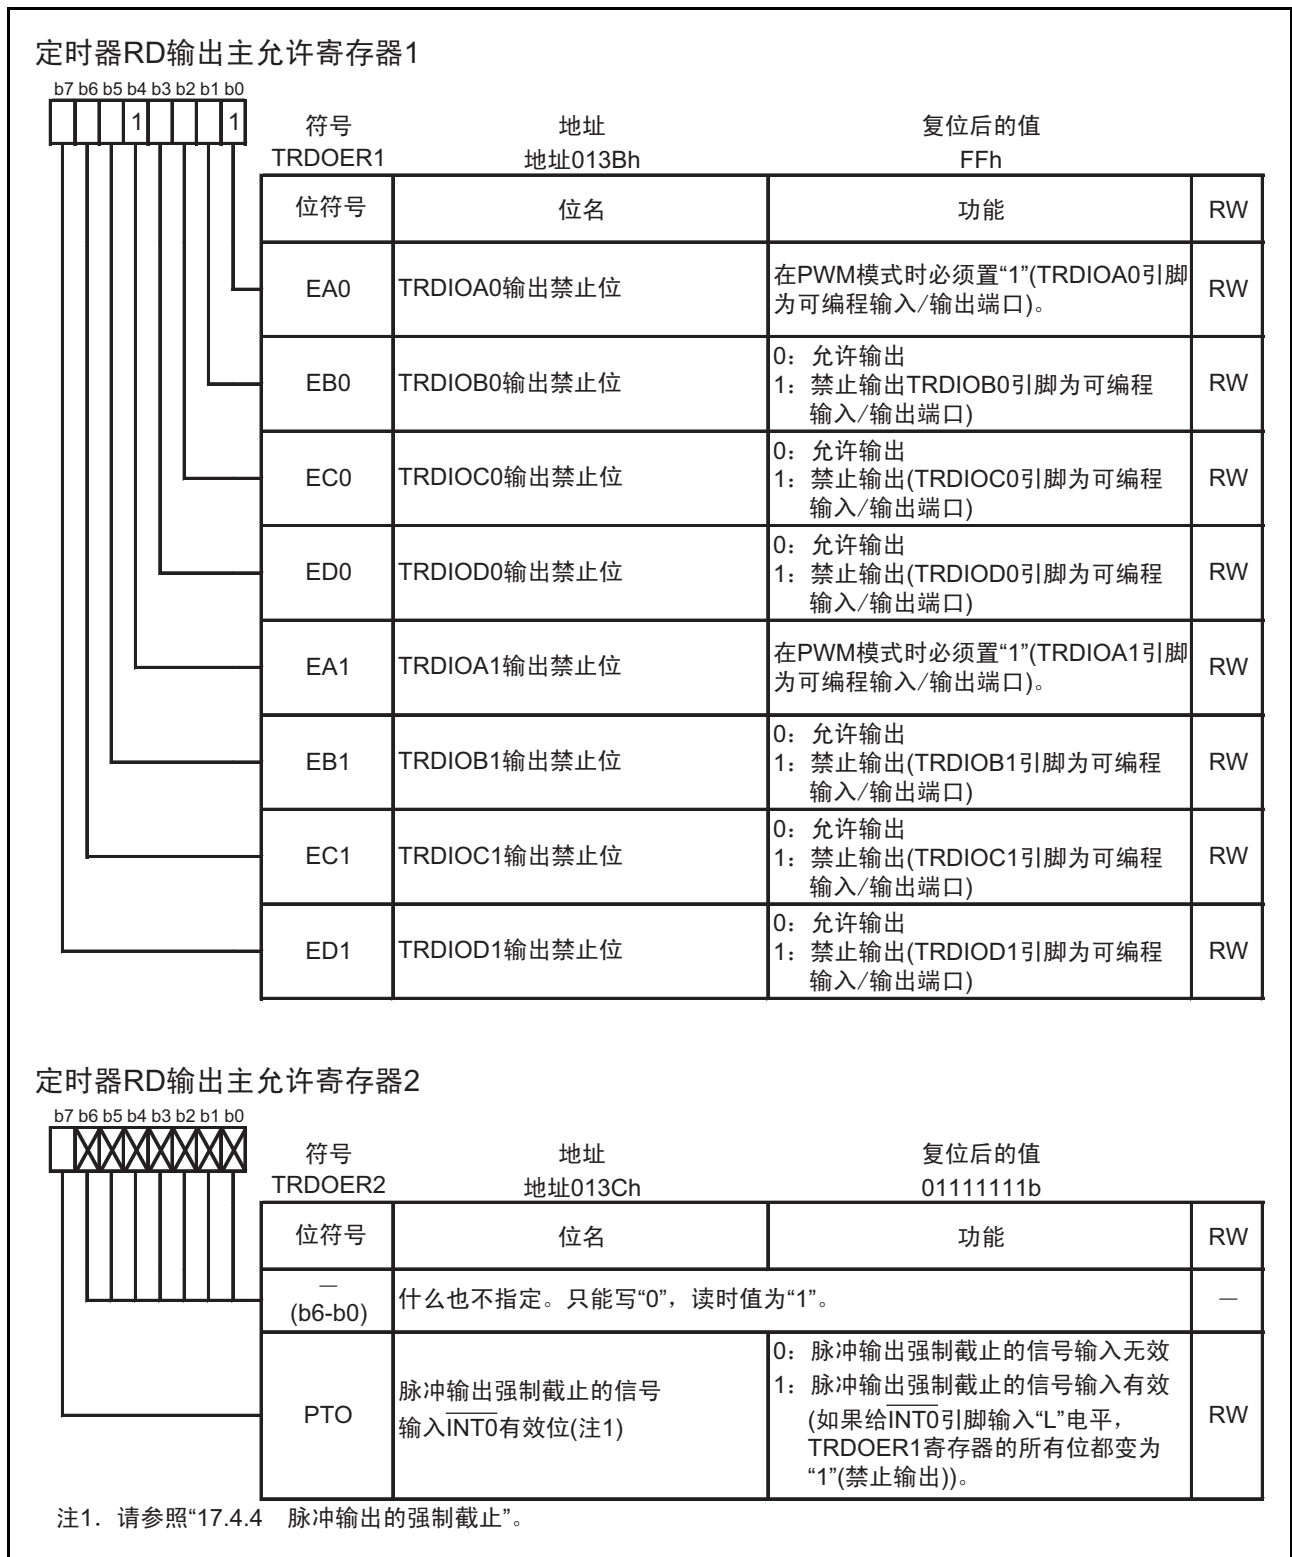 定时器RD输出主允许寄存器1
b7 b6 b5 b4 b3 b2 b1 b0
1 1
符号 地址 复位后的值
TRDOER1 地址013Bh FFh
位符号 位名 功能 RW
EA0 TRDIOA0输出禁止位 在PWM模式时必须置“1”(TRDIOA0引脚
为可编程输入/输出端口)。 RW
EB0 TRDIOB0输出禁止位 0：允许输出
1：禁止输出TRDIOB0引脚为可编程
输入/输出端口) RW
EC0 TRDIOC0输出禁止位 0：允许输出
1：禁止输出(TRDIOC0引脚为可编程
输入/输出端口) RW
ED0 TRDIOD0输出禁止位 0：允许输出
1：禁止输出(TRDIOD0引脚为可编程
输入/输出端口) RW
EA1 TRDIOA1输出禁止位 在PWM模式时必须置“1”(TRDIOA1引脚
为可编程输入/输出端口)。 RW
EB1 TRDIOB1输出禁止位 0：允许输出
1：禁止输出(TRDIOB1引脚为可编程
输入/输出端口) RW
EC1 TRDIOC1输出禁止位 0：允许输出
1：禁止输出(TRDIOC1引脚为可编程
输入/输出端口) RW
ED1 TRDIOD1输出禁止位 0：允许输出
1：禁止输出(TRDIOD1引脚为可编程
输入/输出端口) RW
定时器RD输出主允许寄存器2
b7 b6 b5 b4 b3 b2 b1 b0
符号 地址 复位后的值
TRDOER2 地址013Ch 01111111b
位符号 位名 功能 RW
—
(b6-b0) 什么也不指定。只能写“0”，读时值为“1”。 —
PTO 脉冲输出强制截止的信号
输入INT0有效位(注1)
0：脉冲输出强制截止的信号输入无效
1：脉冲输出强制截止的信号输入有效
(如果给INT0引脚输入“L”电平，
TRDOER1寄存器的所有位都变为
“1”(禁止输出))。 RW
注1．请参照“17.4.4 脉冲输出的强制截止”。